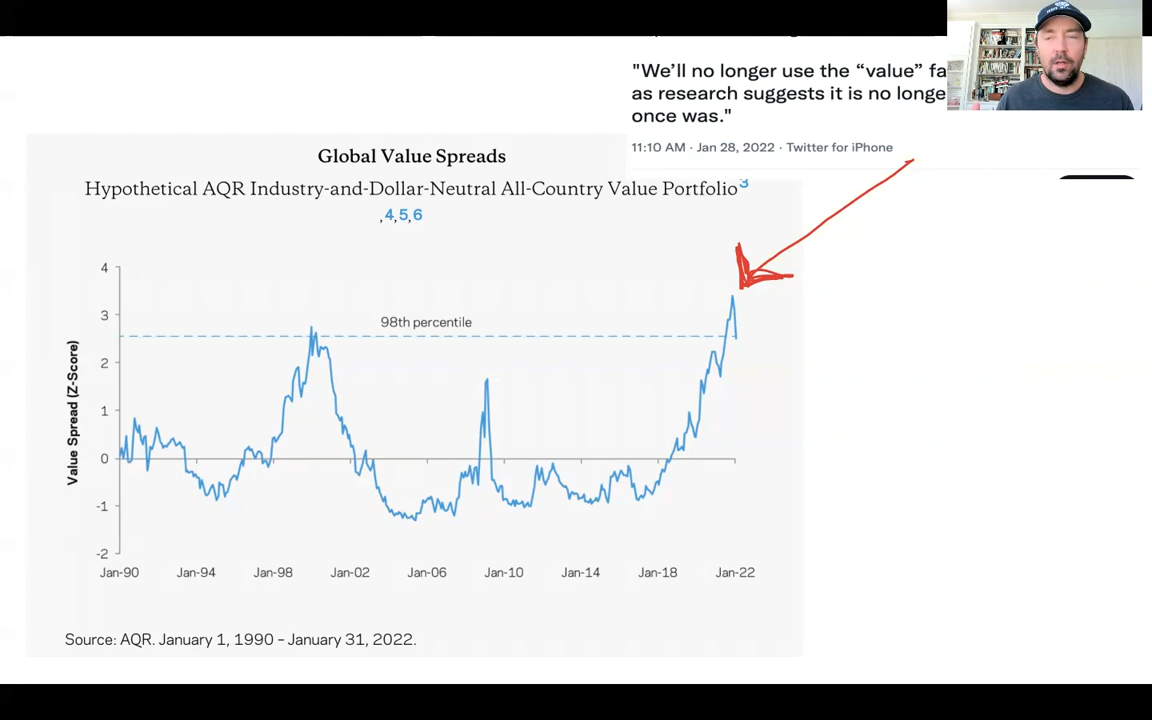 "We'll no longer use the "value" fa
as research suggests it is no longe
once was."
11:10 AM · Jan 28, 2022 · Twitter for iPhone
Global Value Spreads
Hypothetical AQR Industry-and-Dollar-Neutral All-Country Value Portfolio3
,4,5,6
Value Spread (Z-Score)
4
3
2
1
0
-1
-2
98th percentile
Jan-90 Jan-94 Jan-98 Jan-02 Jan-06 Jan-10 Jan-14 Jan-18 Jan-22
Source: AQR. January 1, 1990 – January 31, 2022.